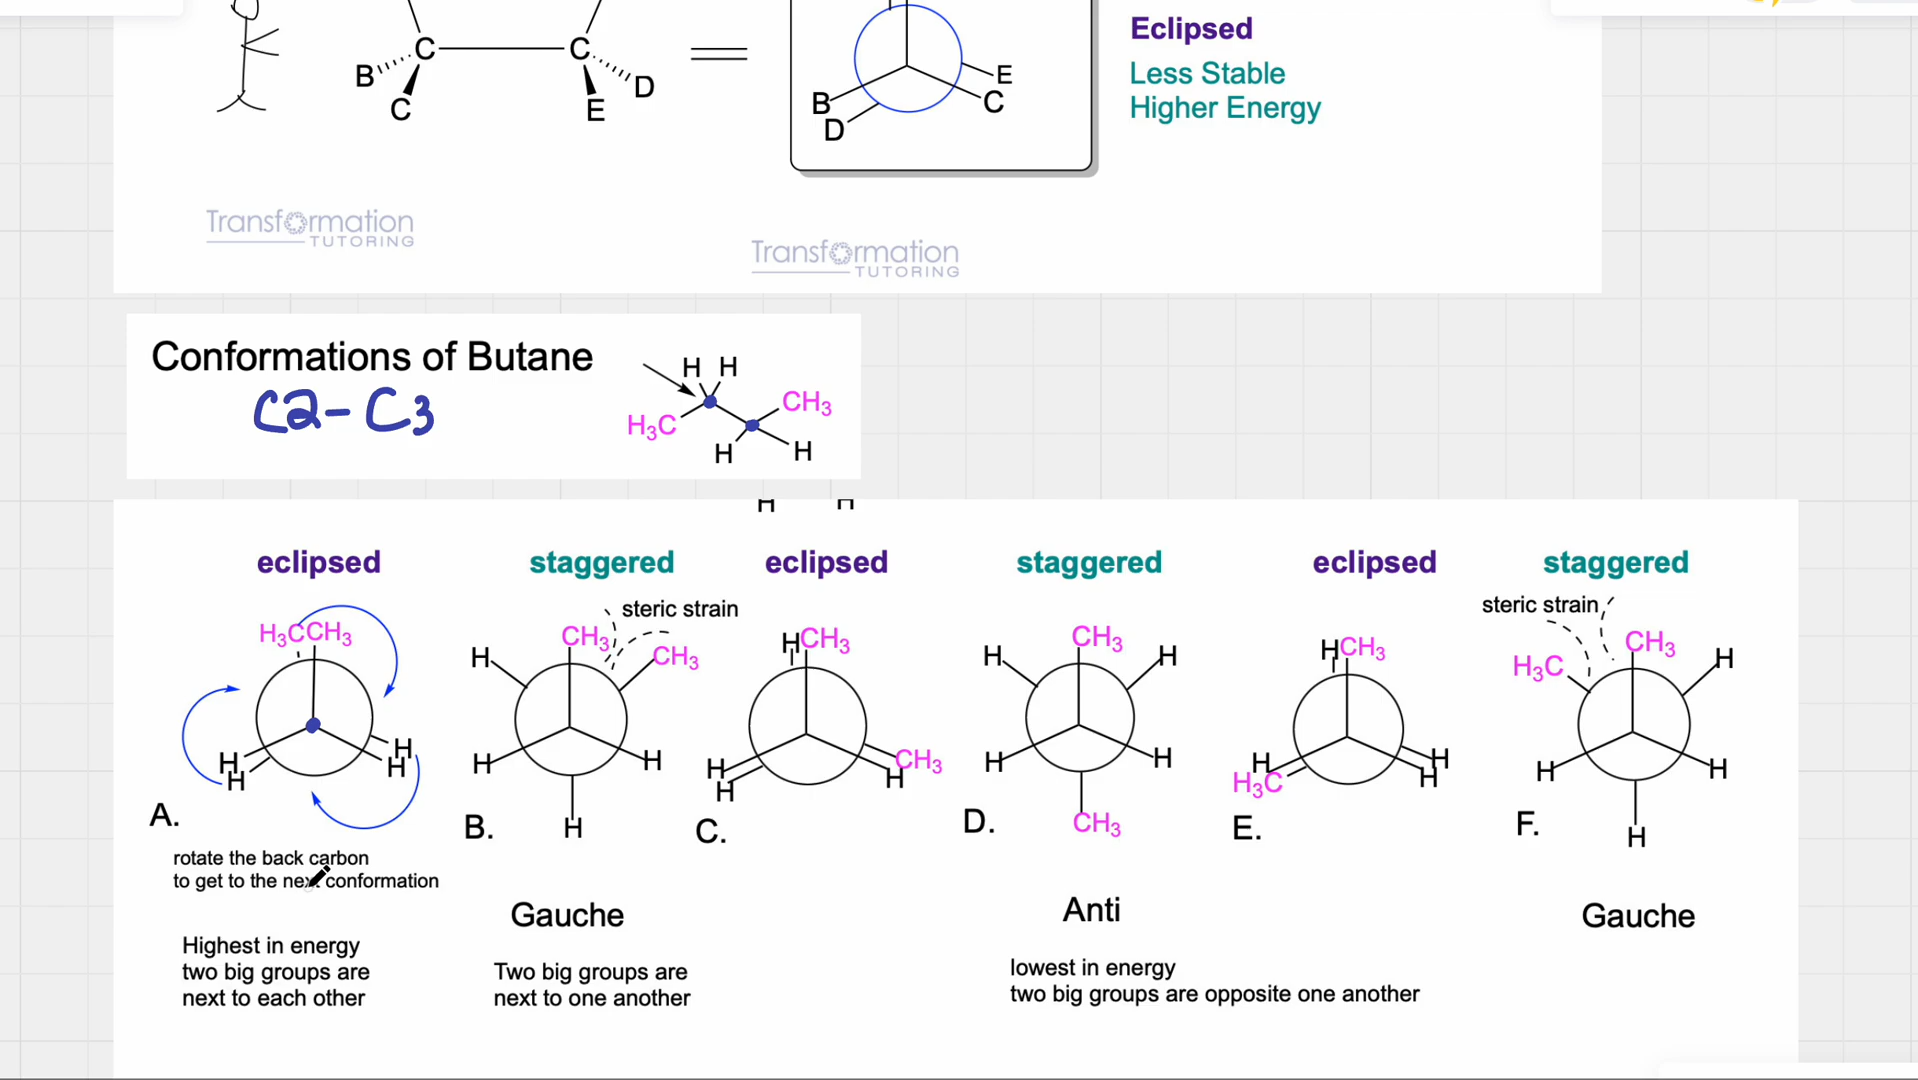 C
C
B
D
C
E
B
D
E
C
Eclipsed
Less Stable
Higher Energy
Transformation
TUTORING
Transformation
TUTORING
Conformations of Butane
C2-C3
H H
CH3
H3C
H
H
H H
eclipsed
staggered
eclipsed
staggered
eclipsed
staggered
H3CCH3
H
H
H
H
A.
rotate the back carbon
to get to the next conformation
Highest in energy
two big groups are
next to each other
steric strain
CH3
H
CH3
H
H
H
B.
Gauche
Two big groups are
next to one another
HCH3
H
H
CH3
H
C.
CH3
H
H
H
H
CH3
D.
Anti
lowest in energy
two big groups are opposite one another
HCH3
H
H3C
H
H
E.
steric strain
CH3
H3C
H
H
H
H
F.
Gauche